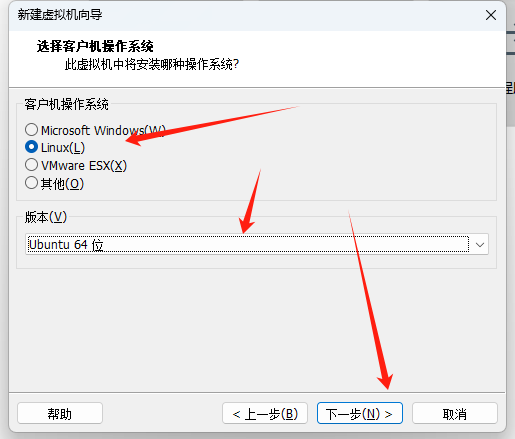 新建虚拟机向导
选择客户机操作系统
此虚拟机中将安装哪种操作系统?
客户机操作系统
Microsoft Windows(W)
Linux(L)
VMware ESX(X)
其他(O)
版本(V)
Ubuntu 64 位
帮助
< 上一步(B)
下一步(N) >
取消